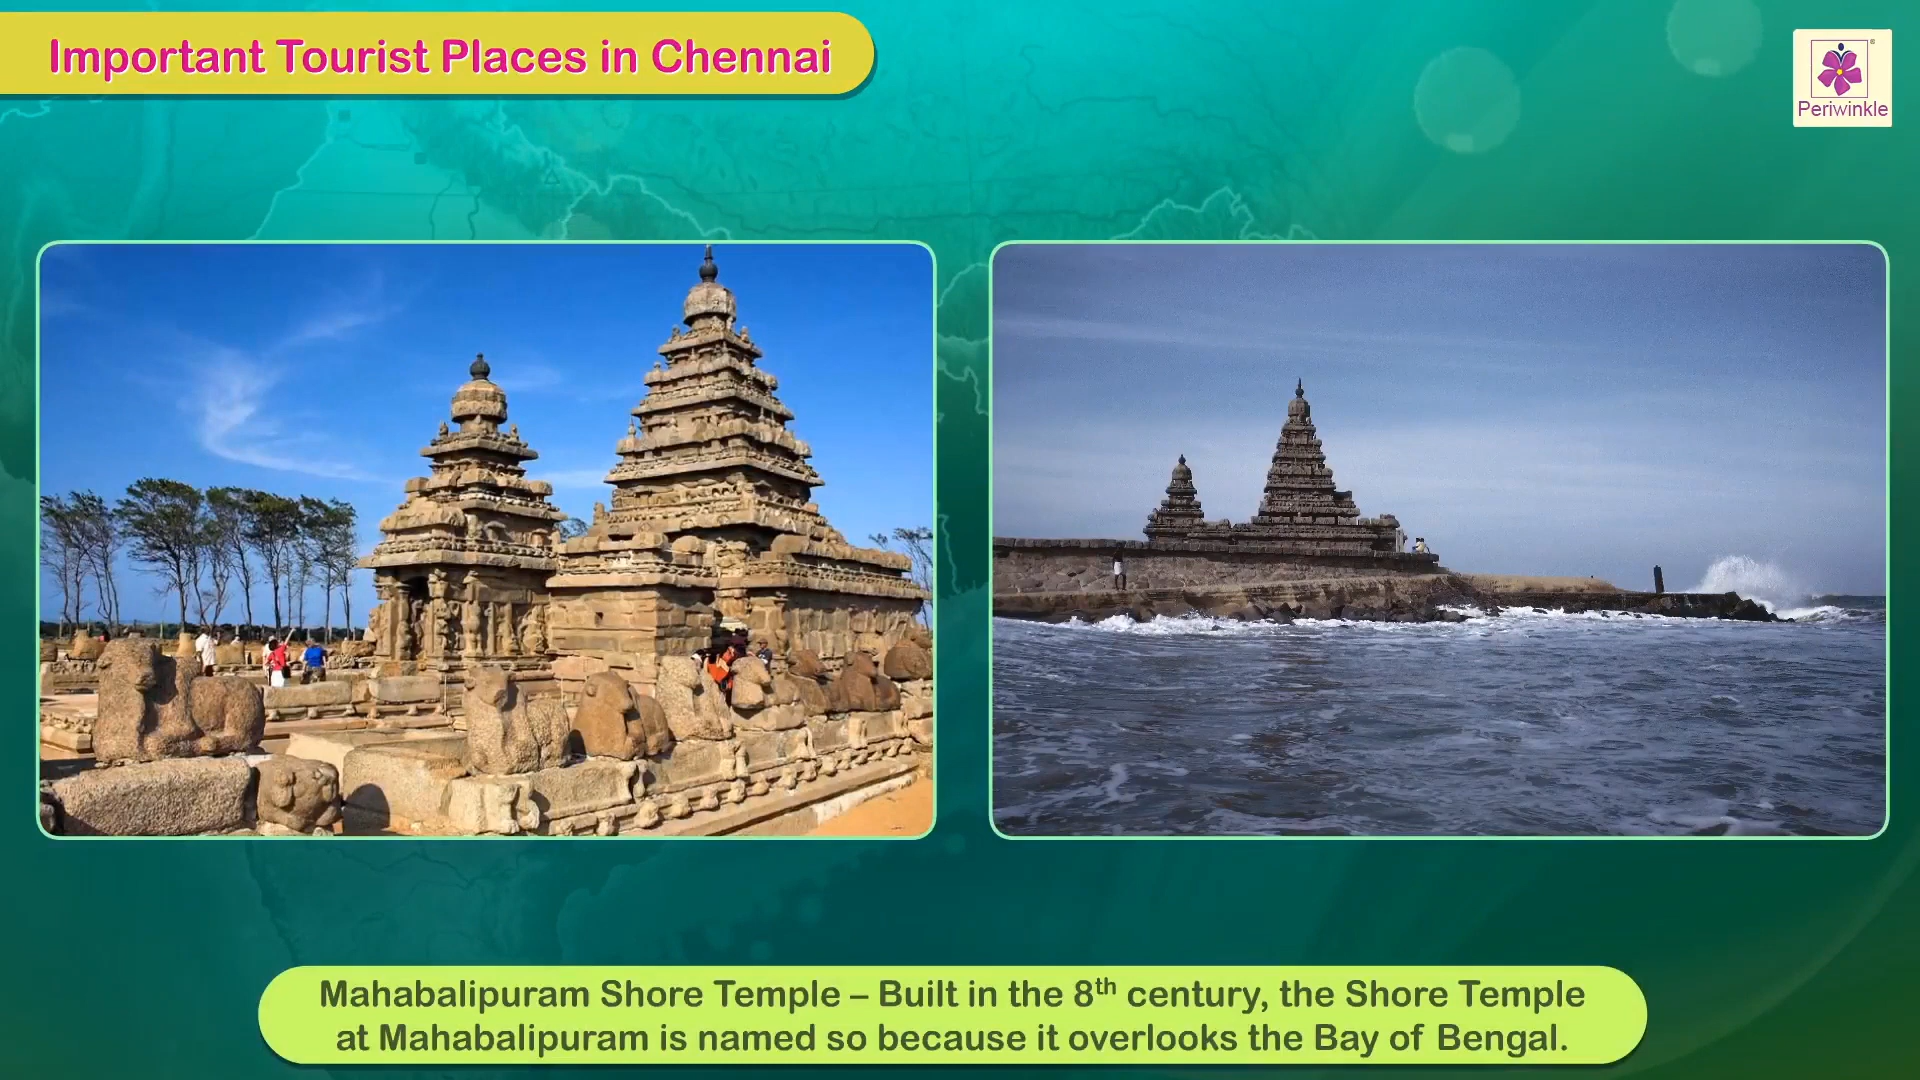 Important Tourist Places in Chennai
Periwinkle
Mahabalipuram Shore Temple – Built in the 8th century, the Shore Temple
at Mahabalipuram is named so because it overlooks the Bay of Bengal.